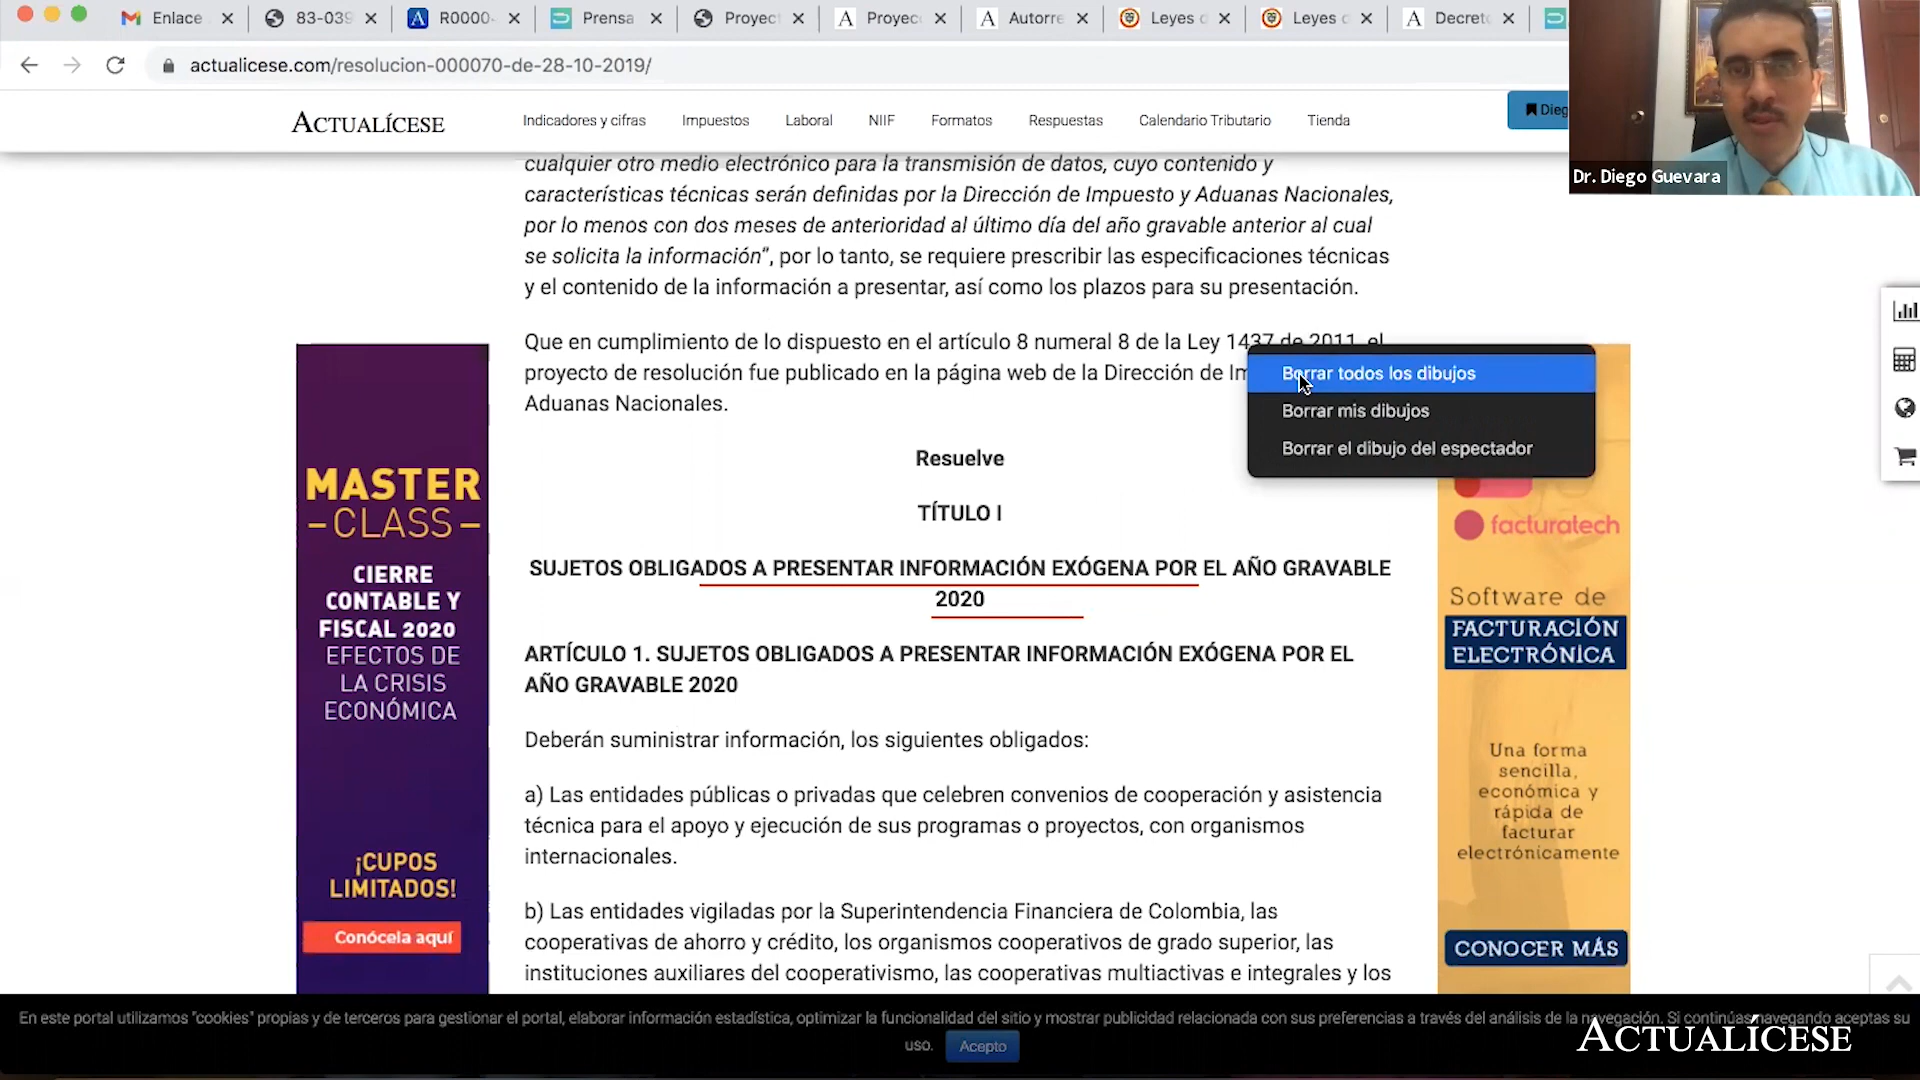 Enlace
83-039
R0000-
Prensa
Proyect
Proyec
Autorre
Leyes d
Leyes d
Decreto
actualicese.com/resolucion-000070-de-28-10-2019/
ACTUALÍCESE
Indicadores y cifras
Impuestos
Laboral
NIIF
Formatos
Respuestas
Calendario Tributario
Tienda
Dieg
Dr. Diego Guevara
cualquier otro medio electrónico para la transmisión de datos, cuyo contenido y
características técnicas serán definidas por la Dirección de Impuesto y Aduanas Nacionales,
por lo menos con dos meses de anterioridad al último día del año gravable anterior al cual
se solicita la información", por lo tanto, se requiere prescribir las especificaciones técnicas
y el contenido de la información a presentar, así como los plazos para su presentación.
Que en cumplimiento de lo dispuesto en el artículo 8 numeral 8 de la Ley 1437 de 2011, el
proyecto de resolución fue publicado en la página web de la Dirección de Im
Aduanas Nacionales.
Borrar todos los dibujos
Borrar mis dibujos
Borrar el dibujo del espectador
Resuelve
TÍTULO I
SUJETOS OBLIGADOS A PRESENTAR INFORMACIÓN EXÓGENA POR EL AÑO GRAVABLE
2020
ARTÍCULO 1. SUJETOS OBLIGADOS A PRESENTAR INFORMACIÓN EXÓGENA POR EL
AÑO GRAVABLE 2020
Deberán suministrar información, los siguientes obligados:
a) Las entidades públicas o privadas que celebren convenios de cooperación y asistencia
técnica para el apoyo y ejecución de sus programas o proyectos, con organismos
internacionales.
b) Las entidades vigiladas por la Superintendencia Financiera de Colombia, las
cooperativas de ahorro y crédito, los organismos cooperativos de grado superior, las
instituciones auxiliares del cooperativismo, las cooperativas multiactivas e integrales y los
MASTER
–CLASS–
CIERRE
CONTABLE Y
FISCAL 2020
EFECTOS DE
LA CRISIS
ECONÓMICA
¡CUPOS
LIMITADOS!
Conócela aquí
facturatech
Software de
FACTURACIÓN
ELECTRÓNICA
Una forma
sencilla,
económica y
rápida de
facturar
electrónicamente
CONOCER MÁS
En este portal utilizamos "cookies" propias y de terceros para gestionar el portal, elaborar información estadística, optimizar la funcionalidad del sitio y mostrar publicidad relacionada con sus preferencias a través del análisis de la navegación. Si continúas navegando aceptas su
uso.
Acepto
ACTUALÍCESE